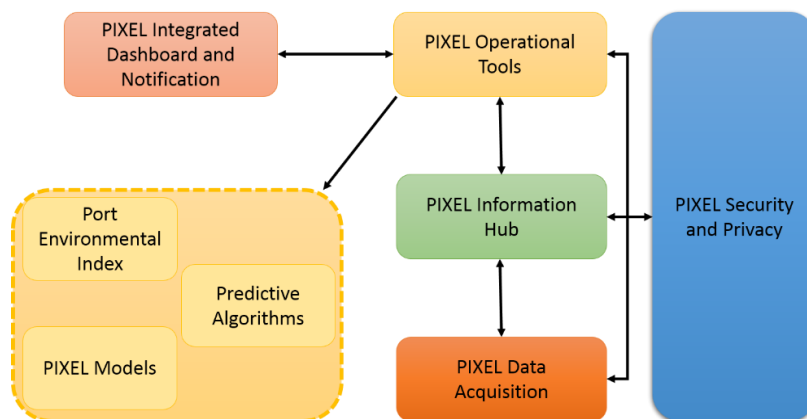 PIXEL Integrated
Dashboard and
Notification
PIXEL Operational
Tools
PIXEL Information
Hub
PIXEL Security
and Privacy
Port
Environmental
Index
Predictive
Algorithms
PIXEL Models
PIXEL Data
Acquisition